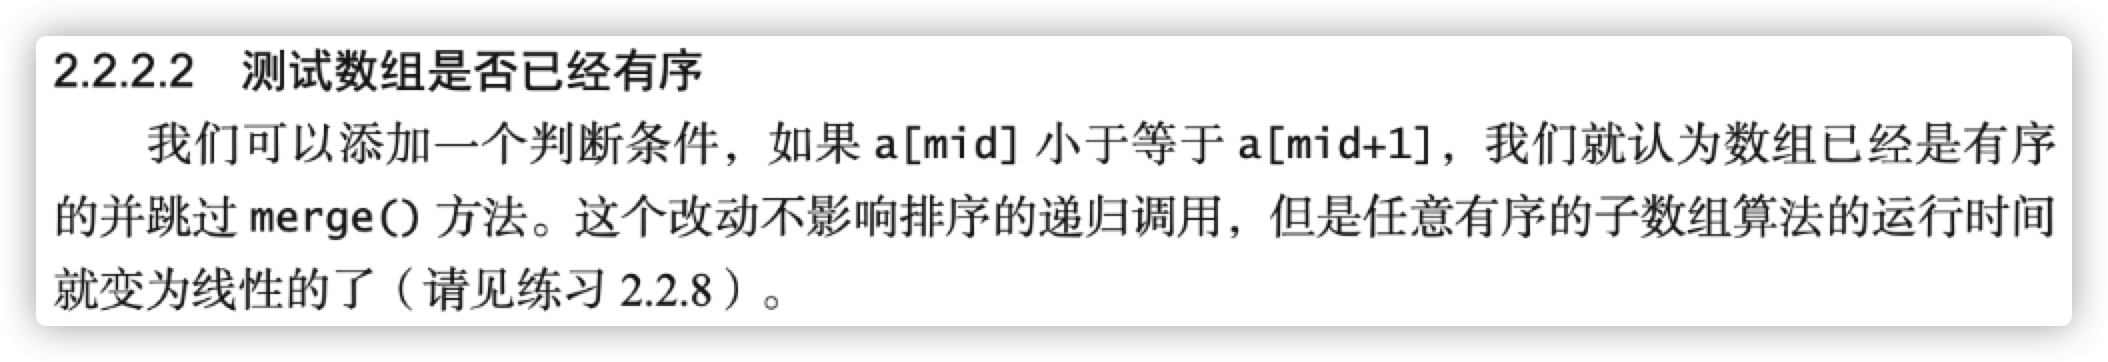 2.2.2.2 测试数组是否已经有序
我们可以添加一个判断条件，如果 a[mid] 小于等于 a[mid+1]，我们就认为数组已经是有序
的并跳过 merge() 方法。这个改动不影响排序的递归调用，但是任意有序的子数组算法的运行时间
就变为线性的了（请见练习 2.2.8）。